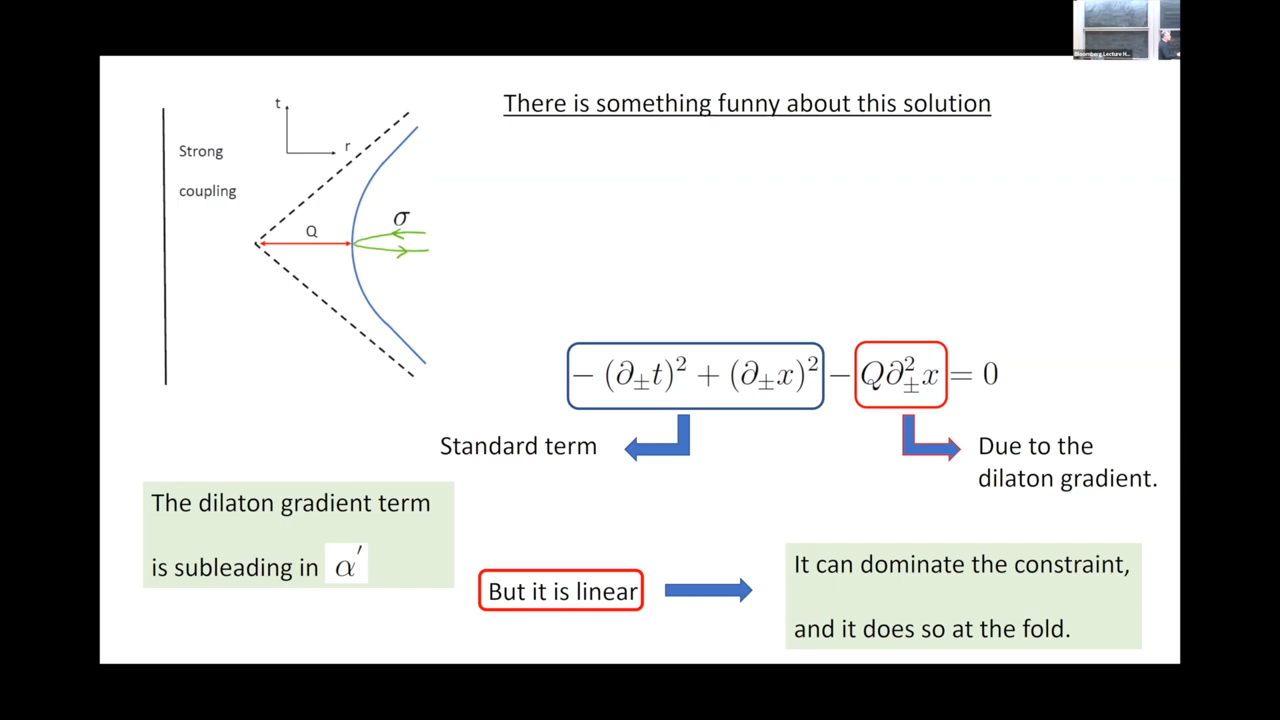 There is something funny about this solution
t
r
Strong
coupling
Q
σ
− (∂±t)² + (∂±x)² − Q∂²±x = 0
Standard term
Due to the
dilaton gradient.
The dilaton gradient term
is subleading in α′
But it is linear
It can dominate the constraint,
and it does so at the fold.
Bloomberg Lecture H...